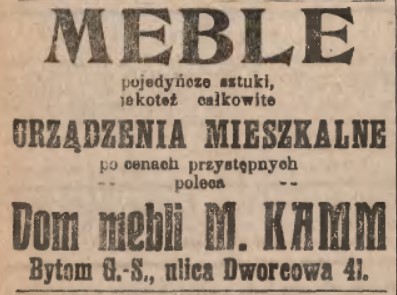 MEBLE
pojedyńcze sztuki,
jakoteż całkowite
URZĄDZENIA MIESZKALNE
po cenach przystępnych
-- poleca --
Dom mebli M. KAMM
Bytom G.-S., ulica Dworcowa 41.